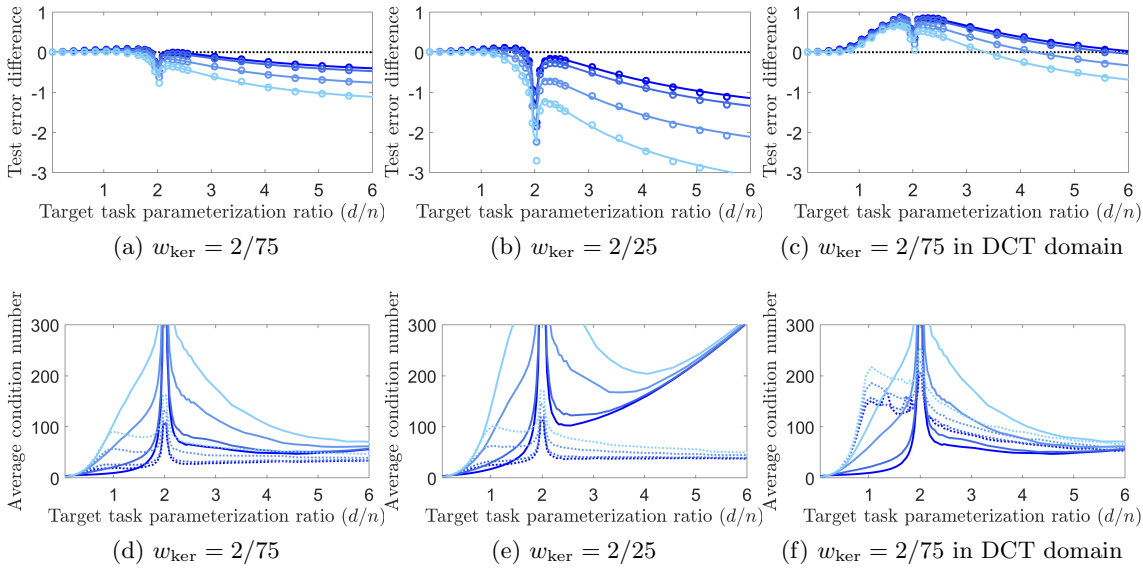 Test error difference
1
0
-1
-2
-3
1 2 3 4 5 6
Target task parameterization ratio (d/n)
(a) wker = 2/75
Test error difference
1
0
-1
-2
-3
1 2 3 4 5 6
Target task parameterization ratio (d/n)
(b) wker = 2/25
Test error difference
1
0
-1
-2
-3
1 2 3 4 5 6
Target task parameterization ratio (d/n)
(c) wker = 2/75 in DCT domain
Average condition number
300
200
100
0
1 2 3 4 5 6
Target task parameterization ratio (d/n)
(d) wker = 2/75
Average condition number
300
200
100
0
1 2 3 4 5 6
Target task parameterization ratio (d/n)
(e) wker = 2/25
Average condition number
300
200
100
0
1 2 3 4 5 6
Target task parameterization ratio (d/n)
(f) wker = 2/75 in DCT domain